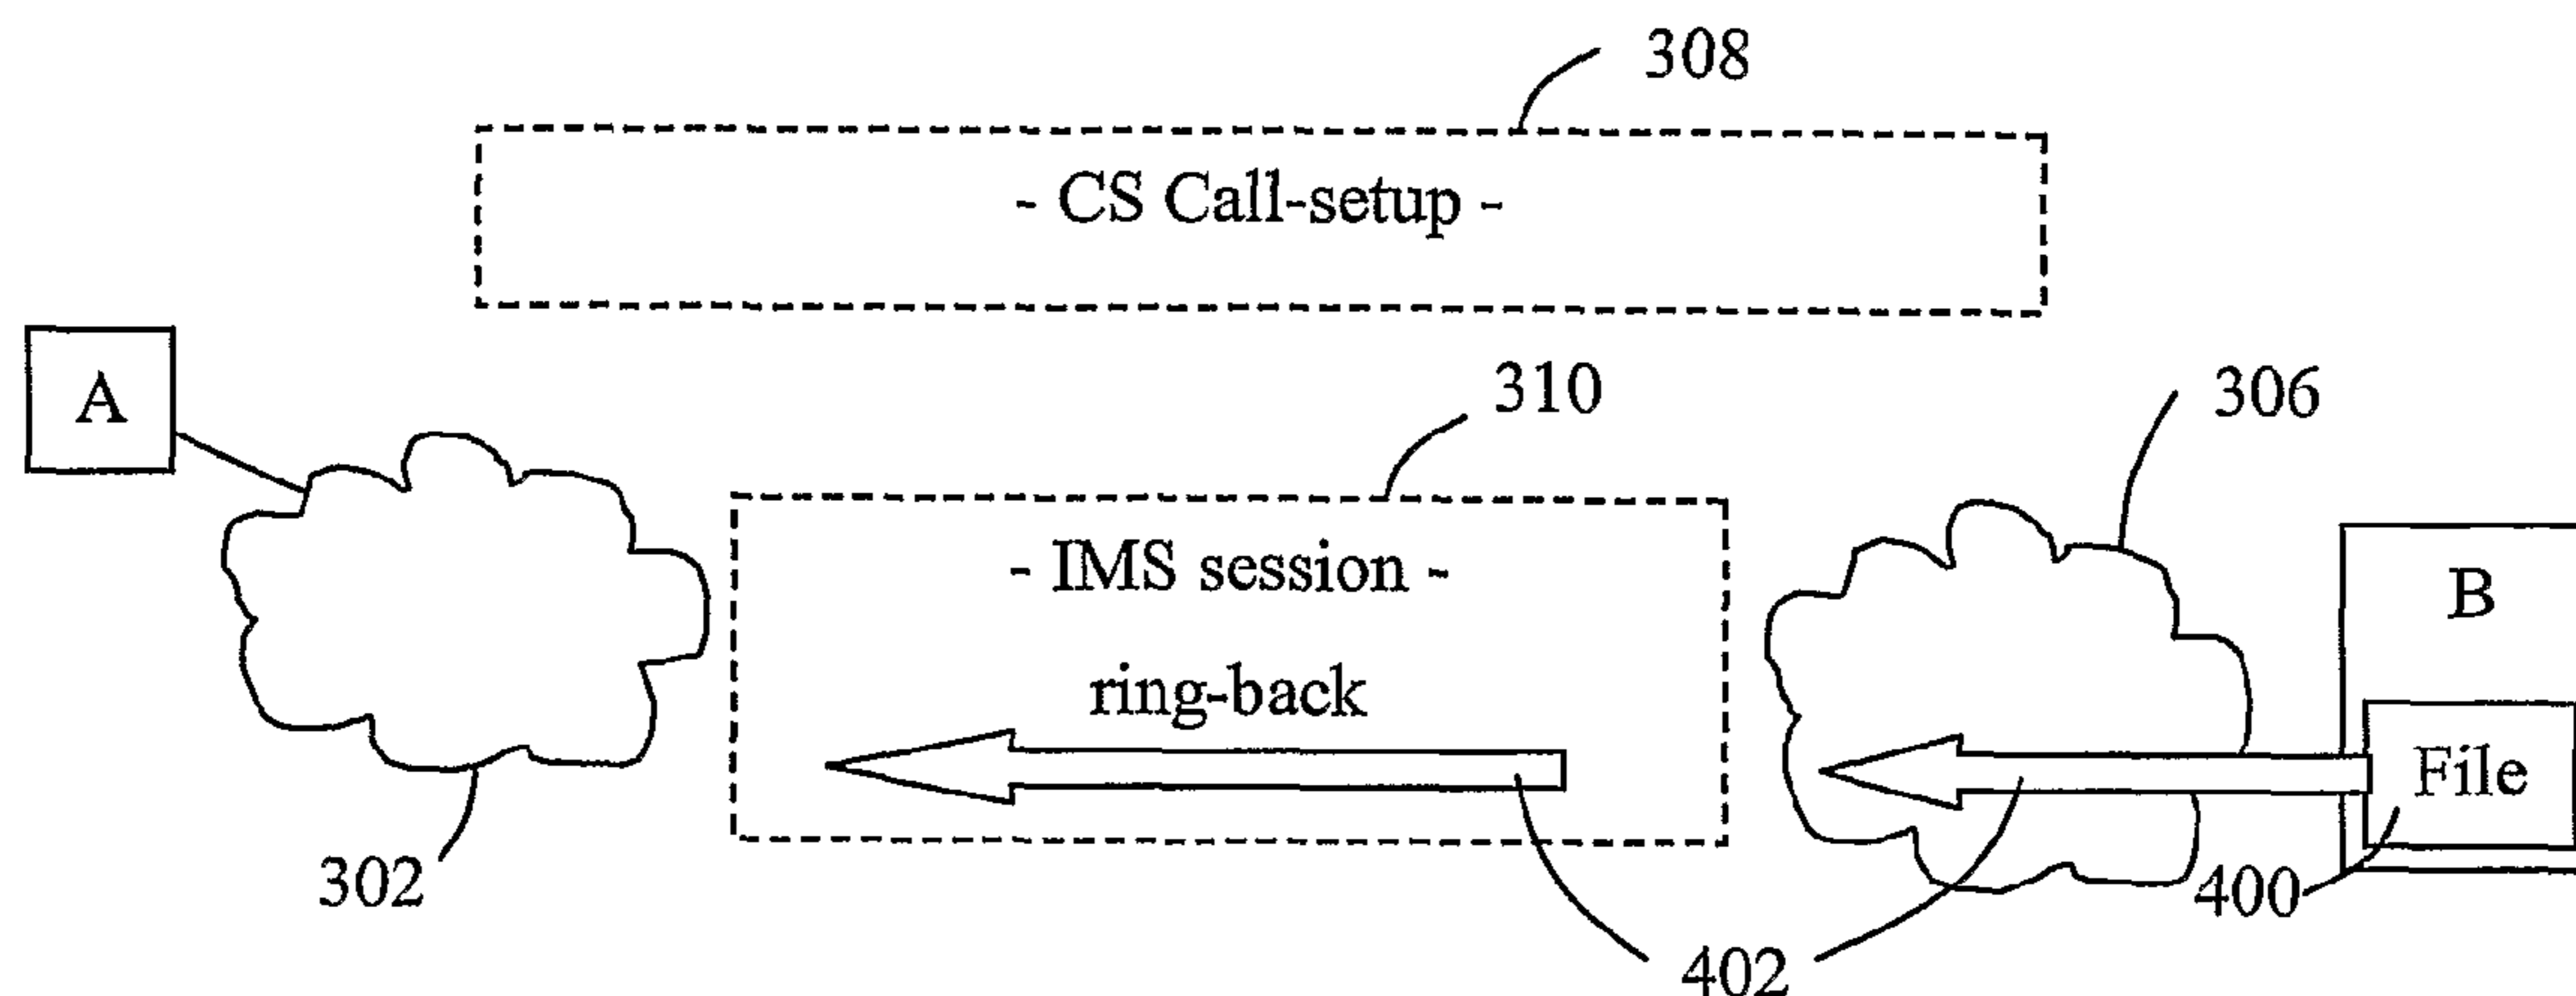 308
- CS Call-setup -
A
310
306
- IMS session -
B
ring-back
File
302
400
402